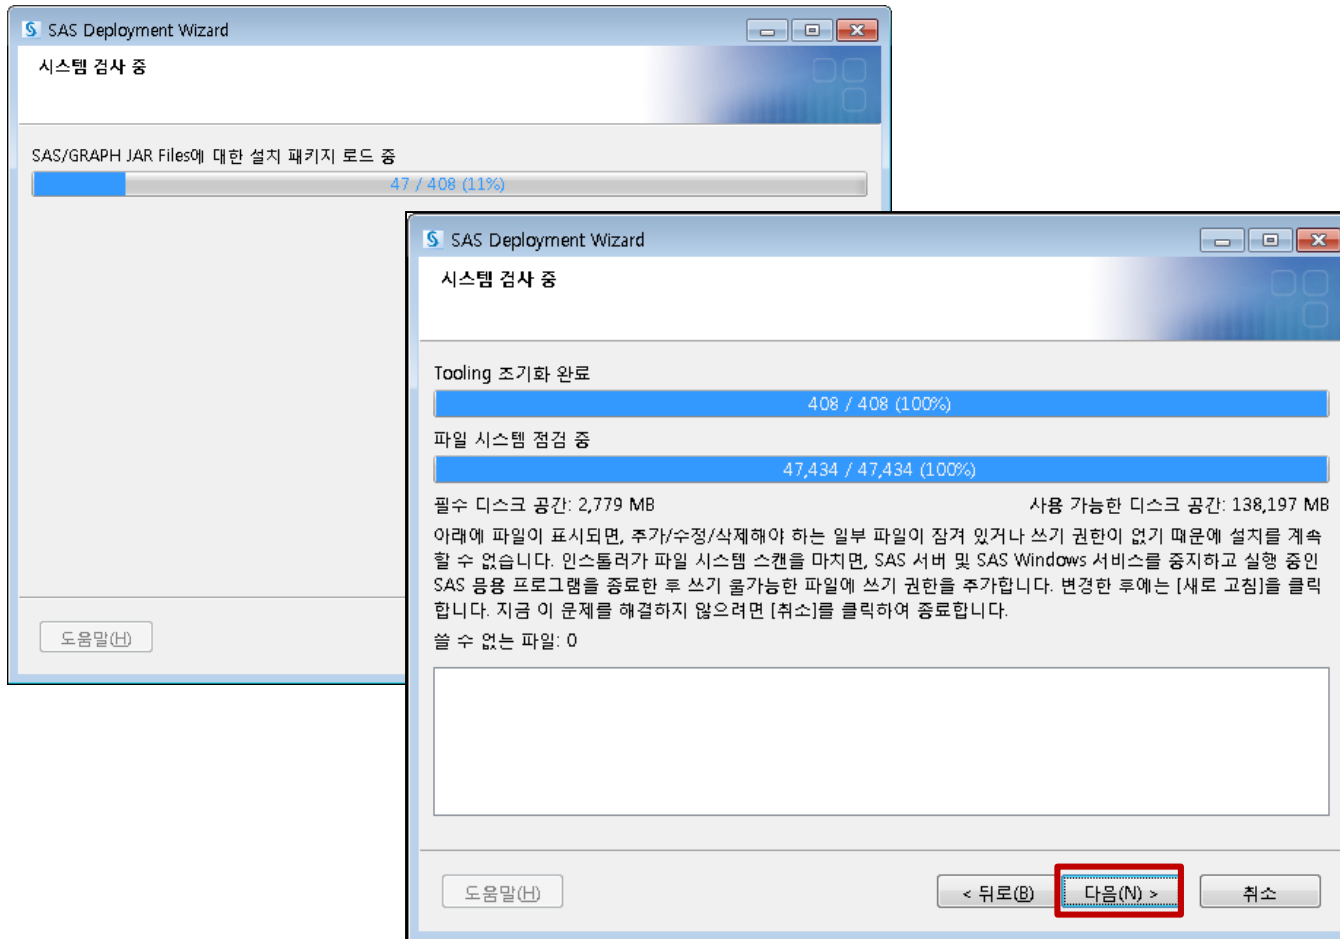 SAS Deployment Wizard
시스템 검사 중
SAS/GRAPH JAR Files에 대한 설치 패키지 로드 중
47 / 408 (11%)
도움말(H)
SAS Deployment Wizard
시스템 검사 중
Tooling 초기화 완료
408 / 408 (100%)
파일 시스템 점검 중
47,434 / 47,434 (100%)
필수 디스크 공간: 2,779 MB 사용 가능한 디스크 공간: 138,197 MB
아래에 파일이 표시되면, 추가/수정/삭제해야 하는 일부 파일이 잠겨 있거나 쓰기 권한이 없기 때문에 설치를 계속
할 수 없습니다. 인스톨러가 파일 시스템 스캔을 마치면, SAS 서버 및 SAS Windows 서비스를 중지하고 실행 중인
SAS 응용 프로그램을 종료한 후 쓰기 불가능한 파일에 쓰기 권한을 추가합니다. 변경한 후에는 [새로 고침]을 클릭
합니다. 지금 이 문제를 해결하지 않으려면 [취소]를 클릭하여 종료합니다.
쓸 수 없는 파일: 0
도움말(H)
< 뒤로(B)
다음(N) >
취소